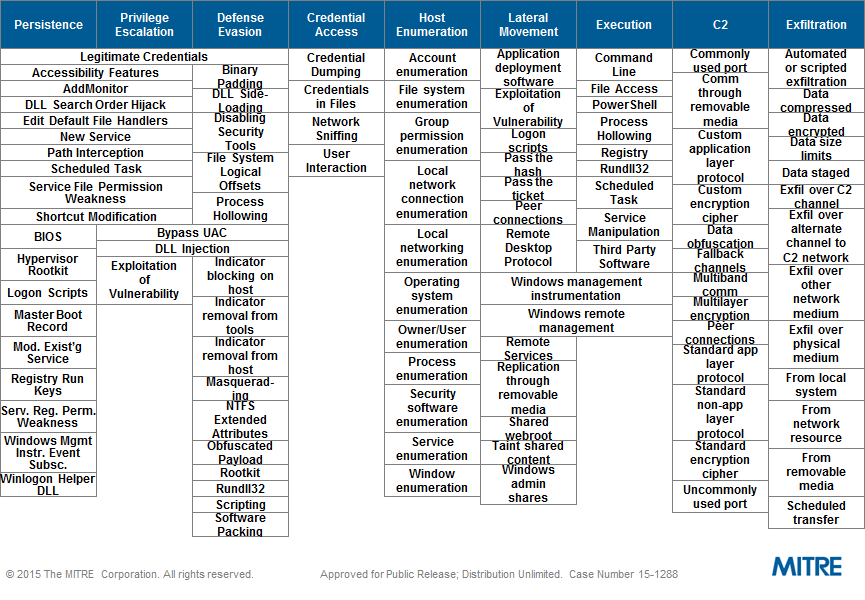 Persistence
Privilege
Escalation
Defense
Evasion
Credential
Access
Host
Enumeration
Lateral
Movement
Execution
C2
Exfiltration
Legitimate Credentials
Accessibility Features
AddMonitor
DLL Search Order Hijack
Edit Default File Handlers
New Service
Path Interception
Scheduled Task
Service File Permission
Weakness
Shortcut Modification
BIOS
Hypervisor
Rootkit
Logon Scripts
Master Boot
Record
Mod. Exist'g
Service
Registry Run
Keys
Serv. Reg. Perm.
Weakness
Windows Mgmt
Instr. Event
Subsc.
Winlogon Helper
DLL
Bypass UAC
DLL Injection
Exploitation
of
Vulnerability
Binary
Padding
DLL Side-
Loading
Disabling
Security
Tools
File System
Logical
Offsets
Process
Hollowing
Indicator
blocking on
host
Indicator
removal from
tools
Indicator
removal from
host
Masquerad-
ing
NTFS
Extended
Attributes
Obfuscated
Payload
Rootkit
Rundll32
Scripting
Software
Packing
Credential
Dumping
Credentials
in Files
Network
Sniffing
User
Interaction
Account
enumeration
File system
enumeration
Group
permission
enumeration
Local
network
connection
enumeration
Local
networking
enumeration
Operating
system
enumeration
Owner/User
enumeration
Process
enumeration
Security
software
enumeration
Service
enumeration
Window
enumeration
Application
deployment
software
Exploitation
of
Vulnerability
Logon
scripts
Pass the
hash
Pass the
ticket
Peer
connections
Remote
Desktop
Protocol
Windows management
instrumentation
Windows remote
management
Remote
Services
Replication
through
removable
media
Shared
webroot
Taint shared
content
Windows
admin
shares
Command
Line
File Access
PowerShell
Process
Hollowing
Registry
Rundll32
Scheduled
Task
Service
Manipulation
Third Party
Software
Commonly
used port
Comm
through
removable
media
Custom
application
layer
protocol
Custom
encryption
cipher
Data
obfuscation
Fallback
channels
Multiband
comm
Multilayer
encryption
Peer
connections
Standard app
layer
protocol
Standard
non-app
layer
protocol
Standard
encryption
cipher
Uncommonly
used port
Automated
or scripted
exfiltration
Data
compressed
Data
encrypted
Data size
limits
Data staged
Exfil over C2
channel
Exfil over
alternate
channel to
C2 network
Exfil over
other
network
medium
Exfil over
physical
medium
From local
system
From
network
resource
From
removable
media
Scheduled
transfer
© 2015 The MITRE Corporation. All rights reserved.
Approved for Public Release; Distribution Unlimited. Case Number 15-1288
MITRE